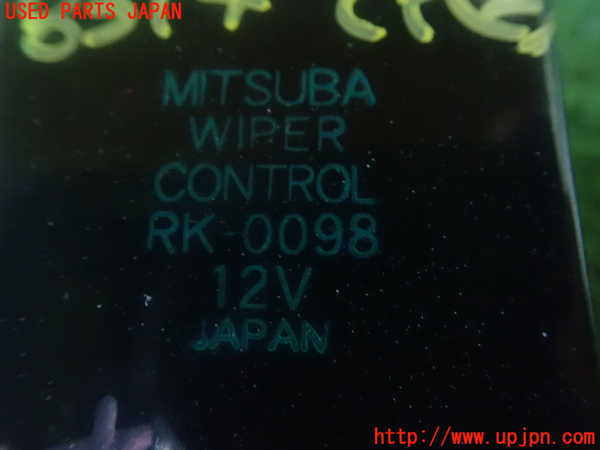 USED PARTS JAPAN
MITSUBA
WIPER
CONTROL
RK-0098
12V
JAPAN
http://www.upjpn.com